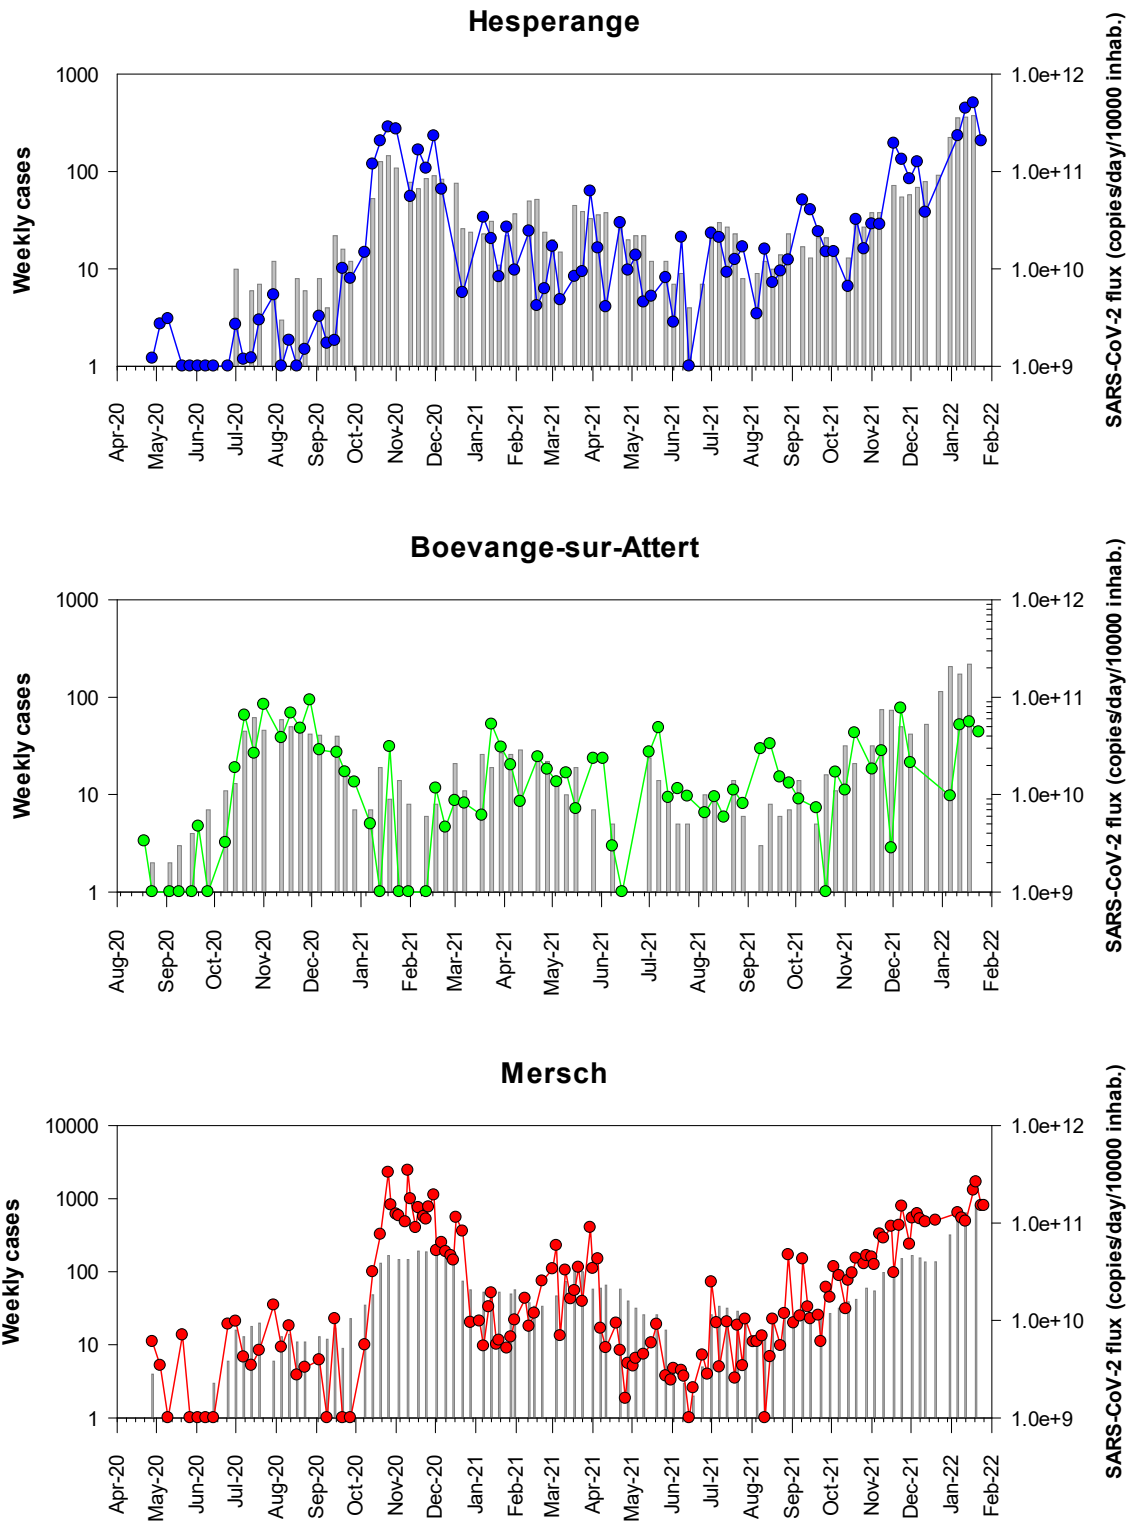 Hesperange
Weekly cases
1000
100
10
1
1.0e+12
1.0e+11
1.0e+10
1.0e+9
SARS-CoV-2 flux (copies/day/10000 inhab.)
Apr-20
May-20
Jun-20
Jul-20
Aug-20
Sep-20
Oct-20
Nov-20
Dec-20
Jan-21
Feb-21
Mar-21
Apr-21
May-21
Jun-21
Jul-21
Aug-21
Sep-21
Oct-21
Nov-21
Dec-21
Jan-22
Feb-22
Boevange-sur-Attert
Weekly cases
1000
100
10
1
1.0e+12
1.0e+11
1.0e+10
1.0e+9
SARS-CoV-2 flux (copies/day/10000 inhab.)
Aug-20
Sep-20
Oct-20
Nov-20
Dec-20
Jan-21
Feb-21
Mar-21
Apr-21
May-21
Jun-21
Jul-21
Aug-21
Sep-21
Oct-21
Nov-21
Dec-21
Jan-22
Feb-22
Mersch
Weekly cases
10000
1000
100
10
1
1.0e+12
1.0e+11
1.0e+10
1.0e+9
SARS-CoV-2 flux (copies/day/10000 inhab.)
Apr-20
May-20
Jun-20
Jul-20
Aug-20
Sep-20
Oct-20
Nov-20
Dec-20
Jan-21
Feb-21
Mar-21
Apr-21
May-21
Jun-21
Jul-21
Aug-21
Sep-21
Oct-21
Nov-21
Dec-21
Jan-22
Feb-22